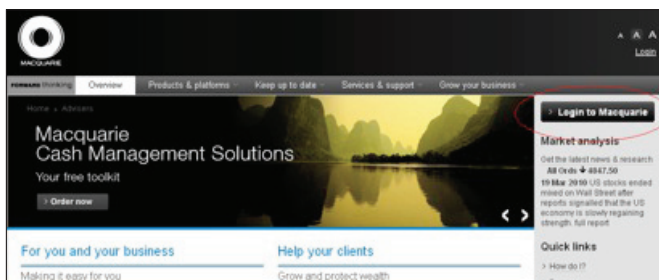 MACQUARIE
A A A
Login
FORWARD thinking
Overview
Products & platforms
Keep up to date
Services & support
Grow your business
Home
Advisers
Login to Macquarie
Macquarie
Cash Management Solutions
Your free toolkit
Order now
Market analysis
Get the latest news & research
All Ords 4847.50
19 Mar 2010 US stocks ended
mixed on Wall Street after
reports signalled that the US
economy is slowly regaining
strength. full report
Quick links
How do I?
For you and your business
Making it easy for you
Help your clients
Grow and protect wealth